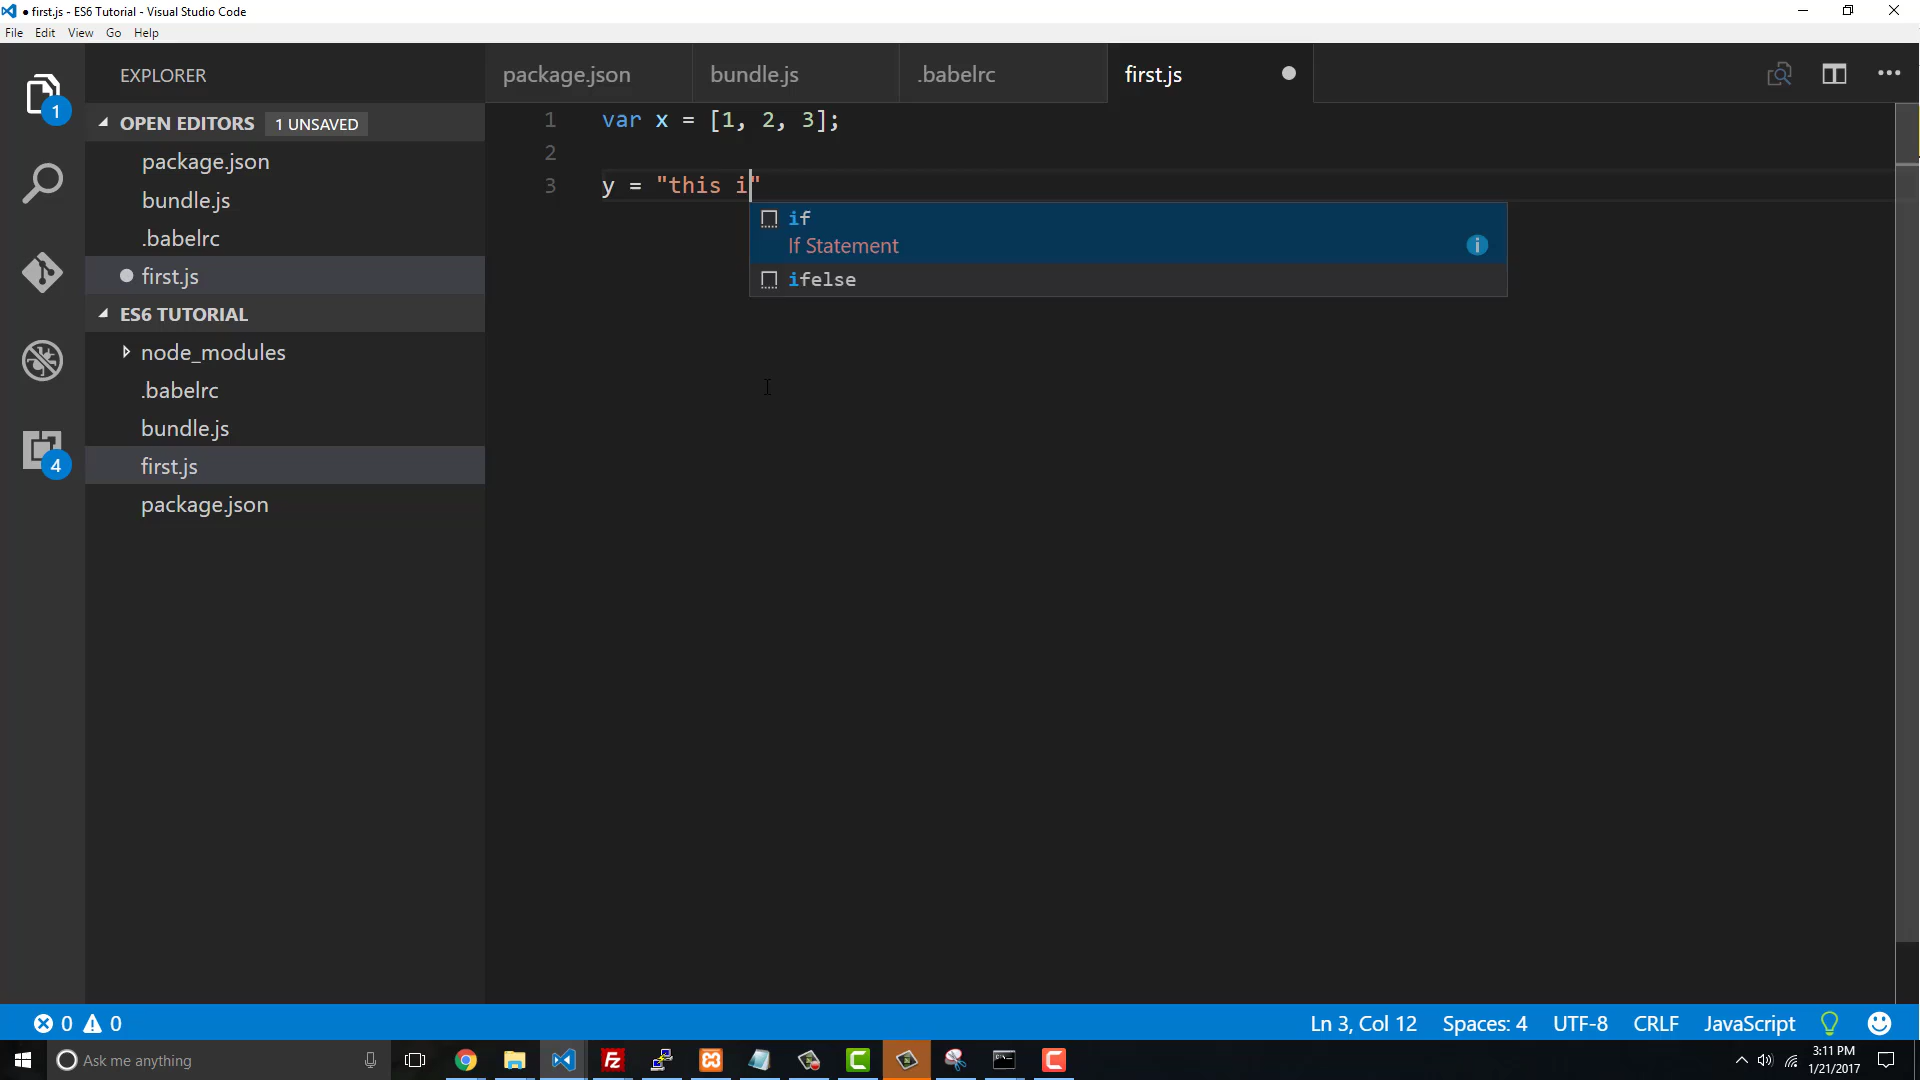 ● first.js - ES6 Tutorial - Visual Studio Code
File Edit View Go Help
EXPLORER
OPEN EDITORS 1 UNSAVED
package.json
bundle.js
.babelrc
first.js
ES6 TUTORIAL
node_modules
.babelrc
bundle.js
first.js
package.json
1
4
package.json bundle.js .babelrc first.js
1 var x = [1, 2, 3];
2
3 y = "this i"
if
If Statement
ifelse
0 0 Ln 3, Col 12 Spaces: 4 UTF-8 CRLF JavaScript
Ask me anything
3:11 PM
1/21/2017